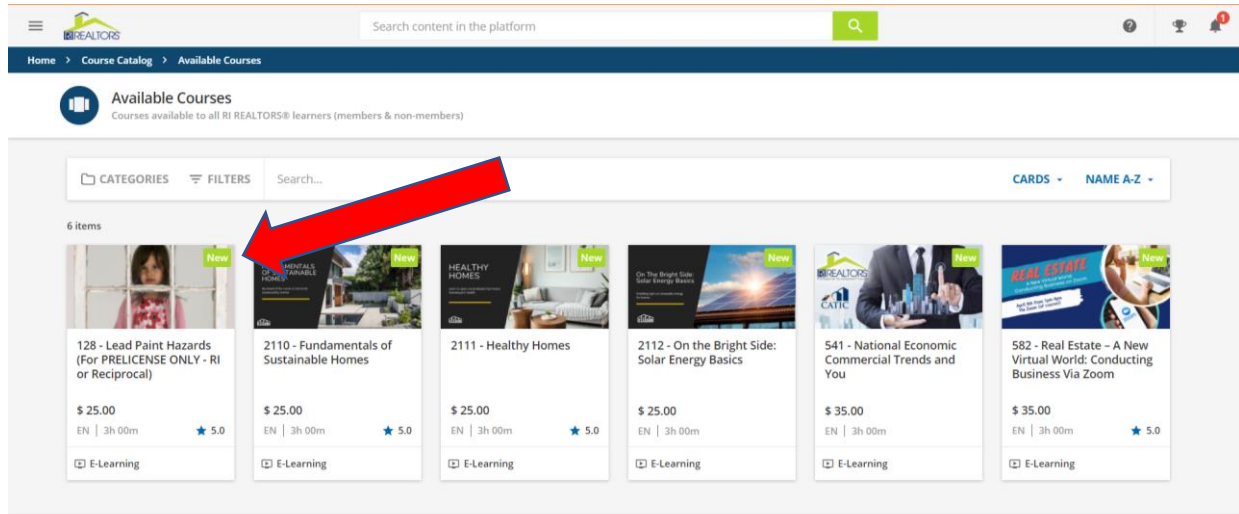 RIREALTORS
Search content in the platform
1
Home > Course Catalog > Available Courses
Available Courses
Courses available to all RI REALTORS® learners (members & non-members)
CATEGORIES FILTERS Search... CARDS NAME A-Z
6 items
New
New
OF SUSTAINABLE
HOMES
New
HEALTHY
HOMES
New
On The Bright Side:
Solar Energy Basics
New
RIREALTORS
CATIC
New
REAL ESTATE
128 - Lead Paint Hazards
(For PRELICENSE ONLY - RI
or Reciprocal)
$ 25.00
EN | 3h 00m ★ 5.0
E-Learning
2110 - Fundamentals of
Sustainable Homes
$ 25.00
EN | 3h 00m ★ 5.0
E-Learning
2111 - Healthy Homes
$ 25.00
EN | 3h 00m ★ 5.0
E-Learning
2112 - On the Bright Side:
Solar Energy Basics
$ 25.00
EN | 3h 00m
E-Learning
541 - National Economic
Commercial Trends and
You
$ 35.00
EN | 3h 00m
E-Learning
582 - Real Estate – A New
Virtual World: Conducting
Business Via Zoom
$ 35.00
EN | 3h 00m ★ 5.0
E-Learning